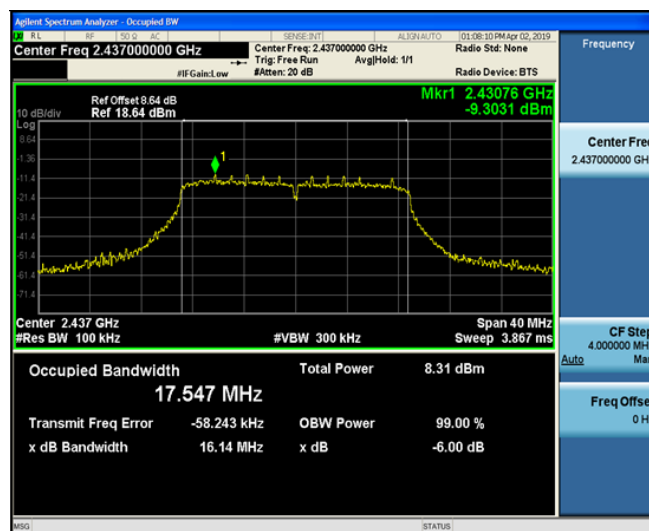 Agilent Spectrum Analyzer - Occupied BW
LXI RL RF 50 Ω AC SENSE:INT ALIGNAUTO 01:08:10 PM Apr 02, 2019
Center Freq 2.437000000 GHz
Center Freq: 2.437000000 GHz
Radio Std: None
Trig: Free Run Avg|Hold: 1/1
#IFGain:Low
#Atten: 20 dB
Radio Device: BTS
Frequency
Ref Offset 8.64 dB
Mkr1 2.43076 GHz
10 dB/div
Ref 18.64 dBm
-9.3031 dBm
Log
8.64
-1.36
-11.4
-21.4
-31.4
-41.4
-51.4
-61.4
-71.4
1
Center Fre
2.437000000 GH
Center 2.437 GHz
Span 40 MHz
#Res BW 100 kHz
#VBW 300 kHz
Sweep 3.867 ms
CF Step
4.000000 MH
Auto Ma
Occupied Bandwidth
Total Power 8.31 dBm
17.547 MHz
Transmit Freq Error -58.243 kHz OBW Power 99.00 %
x dB Bandwidth 16.14 MHz x dB -6.00 dB
Freq Offse
0 H
MSG
STATUS